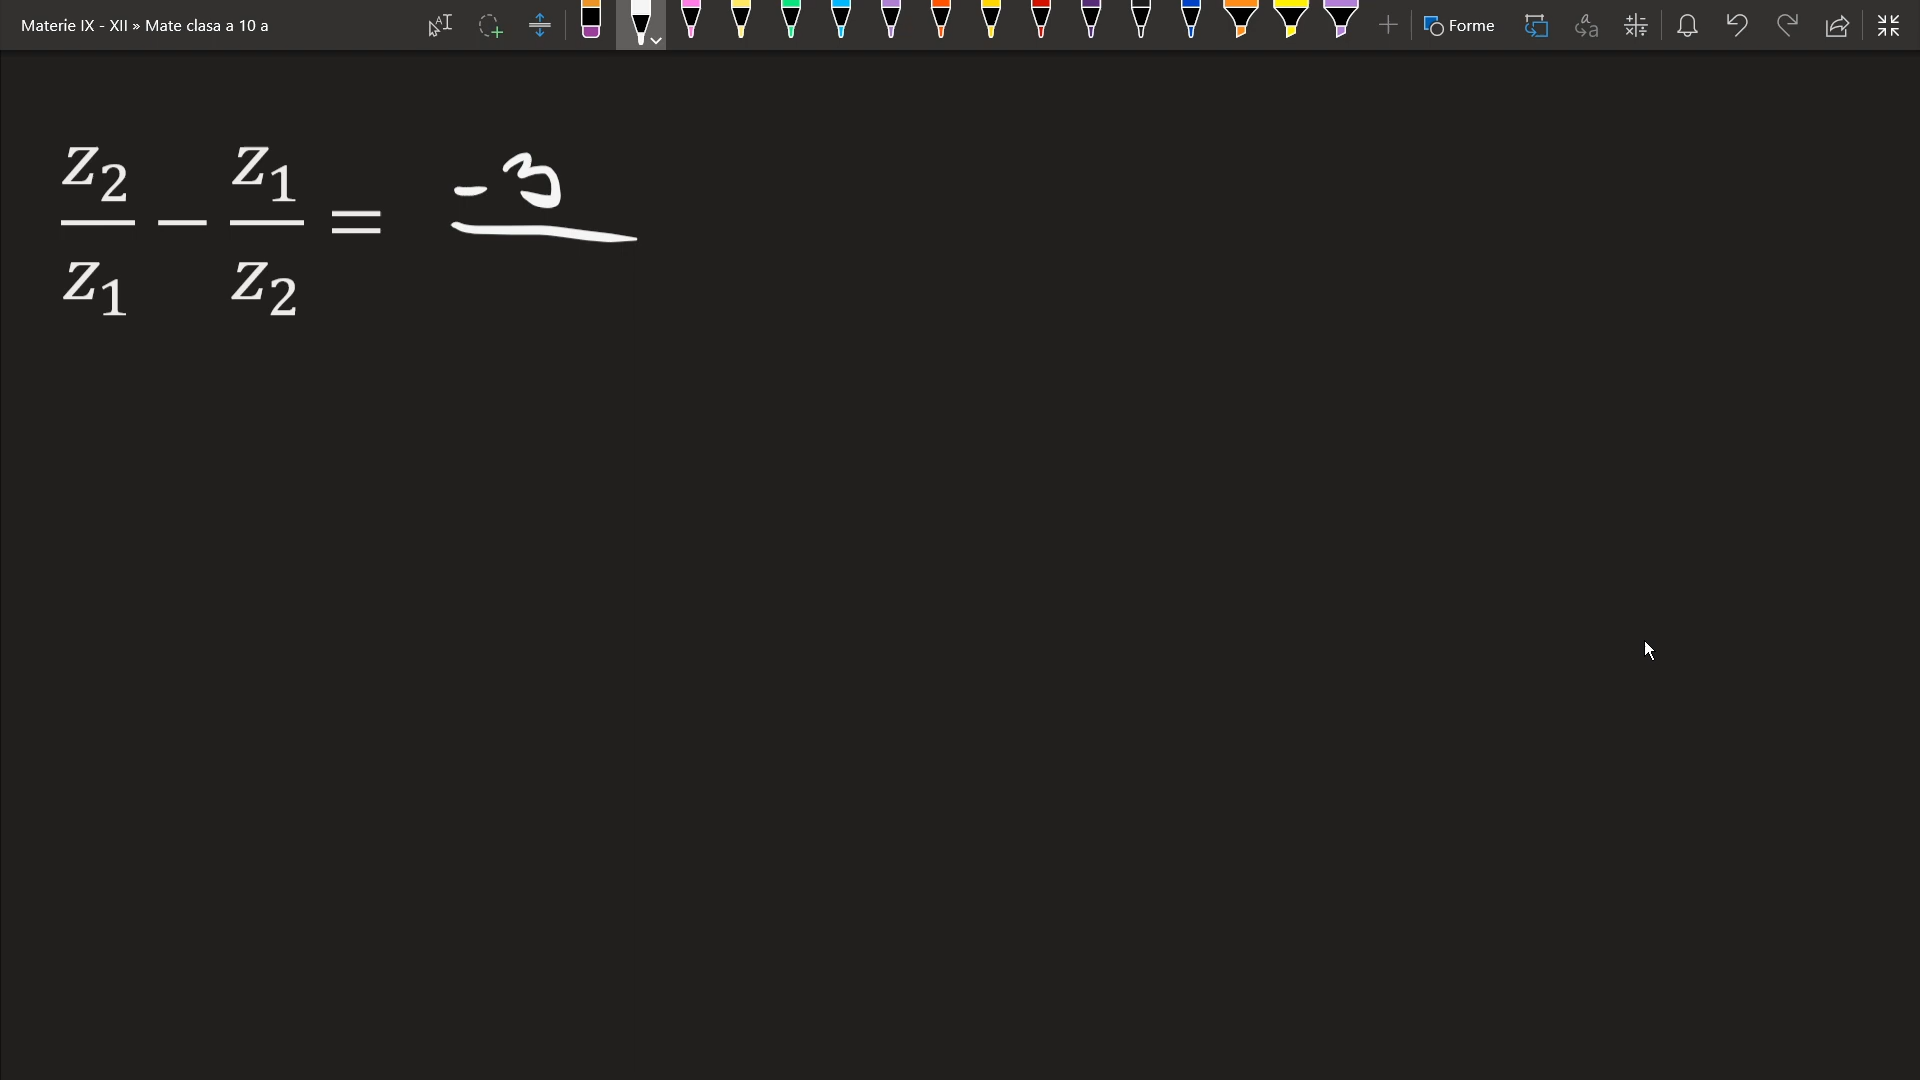 Materie IX - XII » Mate clasa a 10 a
Forme
z₂/z₁ − z₁/z₂ = -3/